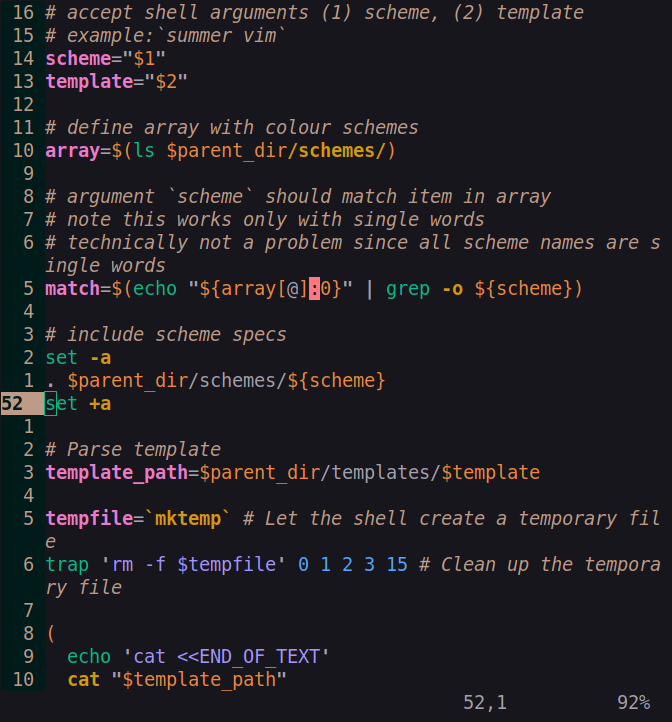 16 # accept shell arguments (1) scheme, (2) template
15 # example:`summer vim`
14 scheme="$1"
13 template="$2"
12
11 # define array with colour schemes
10 array=$(ls $parent_dir/schemes/)
9
8 # argument `scheme` should match item in array
7 # note this works only with single words
6 # technically not a problem since all scheme names are s
ingle words
5 match=$(echo "${array[@]:0}" | grep -o ${scheme})
4
3 # include scheme specs
2 set -a
1 . $parent_dir/schemes/${scheme}
52 set +a
1
2 # Parse template
3 template_path=$parent_dir/templates/$template
4
5 tempfile=`mktemp` # Let the shell create a temporary fil
e
6 trap 'rm -f $tempfile' 0 1 2 3 15 # Clean up the tempora
ry file
7
8 (
9   echo 'cat <<END_OF_TEXT'
10   cat "$template_path"
52,1 92%